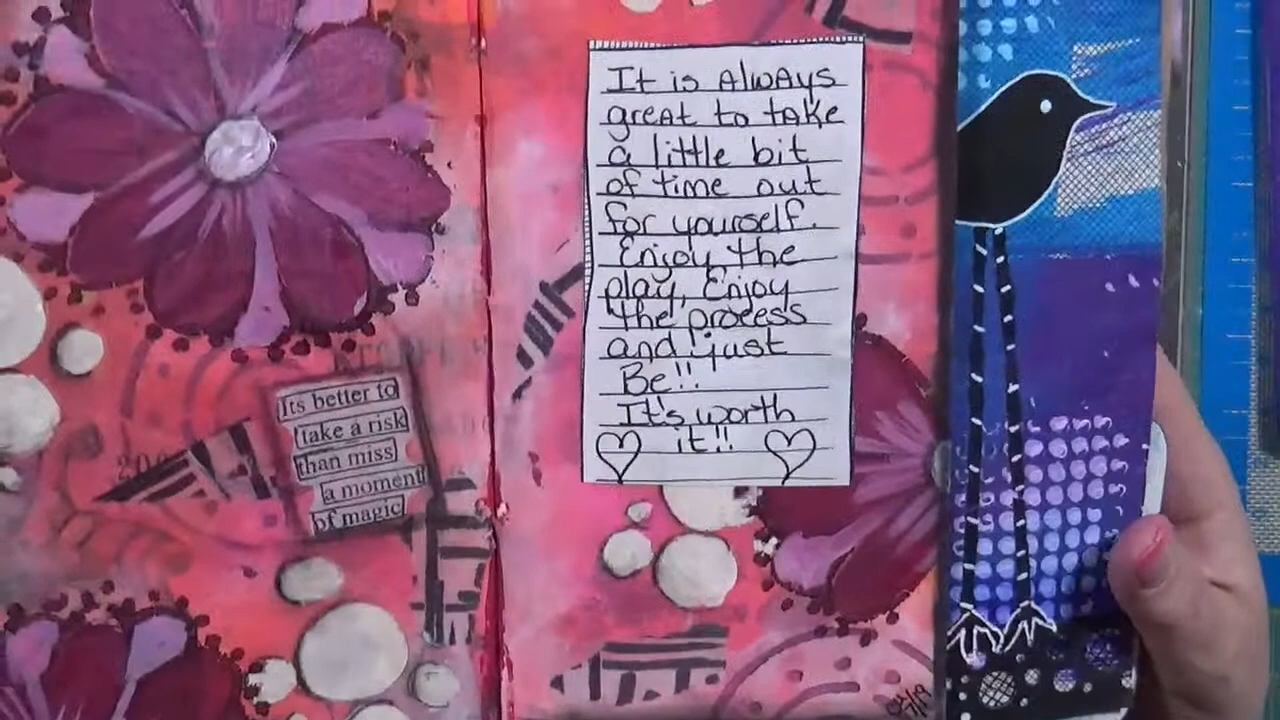 Its better to
take a risk
than miss
a moment
of magic
It is AlWAys
greAt to tAke
a little bit
of time out
for yourself.
Enjoy the
play, Enjoy
the process
and just
Be!!
It's worth
it!!